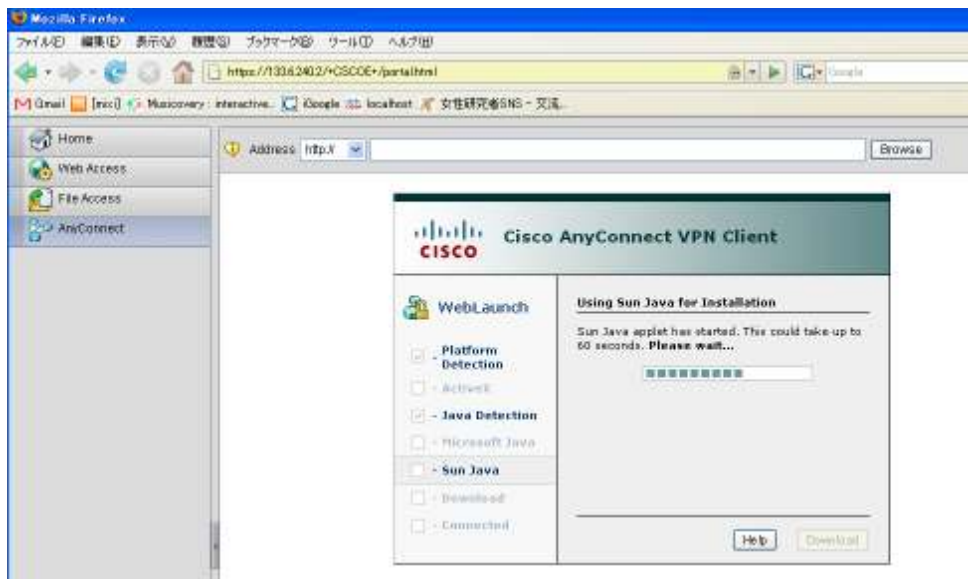 Mozilla Firefox
ファイル(F) 編集(E) 表示(V) 履歴(S) ブックマーク(B) ツール(T) ヘルプ(H)
https://133.6.240.2/+CSCOE+/portal.html
Google
Gmail [mixi] Musicovery : interactive... iGoogle localhost 女性研究者SNS - 交流...
Home
Web Access
File Access
AnyConnect
Address http://
Browse
CISCO
Cisco AnyConnect VPN Client
WebLaunch
- Platform Detection
- ActiveX
- Java Detection
- Microsoft Java
- Sun Java
- Download
- Connected
Using Sun Java for Installation
Sun Java applet has started. This could take up to
60 seconds. Please wait...
Help
Download